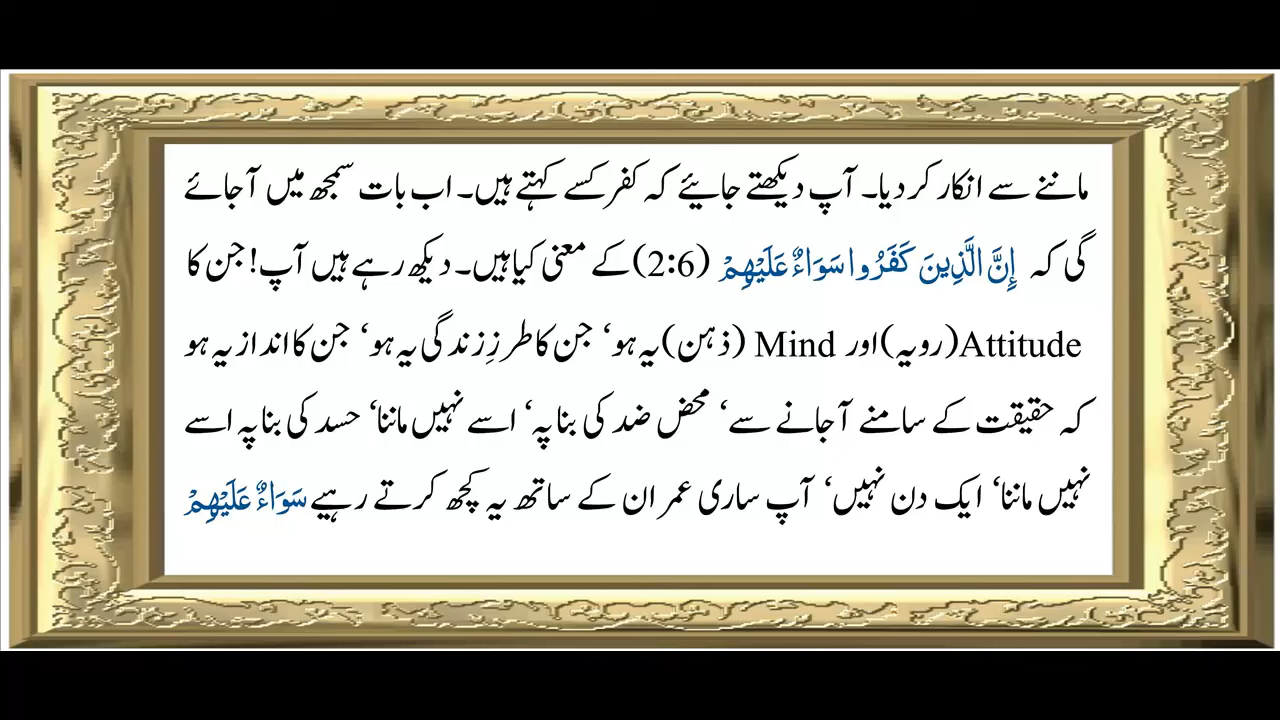 ماننے سے انکار کر دیا۔ آپ دیکھتے جائیے کہ کفر کسے کہتے ہیں۔ اب بات سمجھ میں آجائے
گی کہ إِنَّ الَّذِينَ كَفَرُوا سَوَاءٌ عَلَيْهِمْ (2:6) کے معنی کیا ہیں۔ دیکھ رہے ہیں آپ! جن کا
Attitude (رویہ) اور Mind (ذہن) یہ ہو‘ جن کا طرزِ زندگی یہ ہو‘ جن کا انداز یہ ہو
کہ حقیقت کے سامنے آجانے سے‘ محض ضد کی بنا پہ‘ اسے نہیں ماننا‘ حسد کی بنا پہ اسے
نہیں ماننا‘ ایک دن نہیں‘ آپ ساری عمر ان کے ساتھ یہ کچھ کرتے رہیے سَوَاءٌ عَلَيْهِمْ